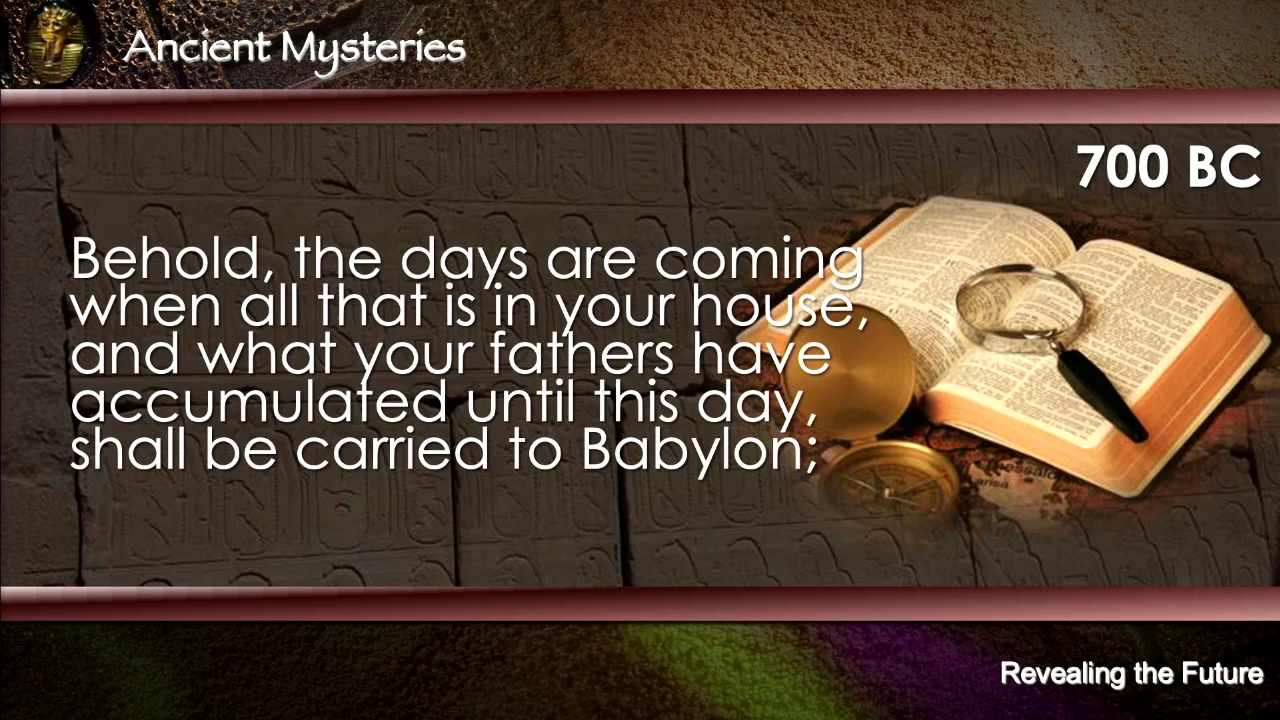 Ancient Mysteries
700 BC
Behold, the days are coming
when all that is in your house,
and what your fathers have
accumulated until this day,
shall be carried to Babylon;
Revealing the Future